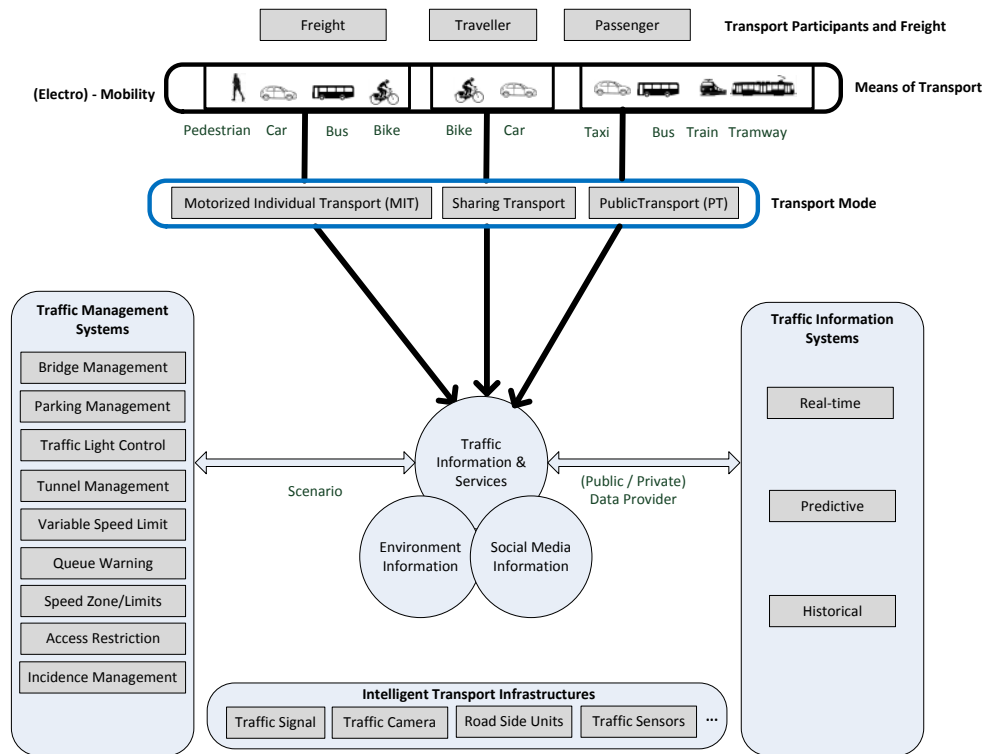 Freight
Traveller
Passenger
Transport Participants and Freight
(Electro) - Mobility
Means of Transport
Pedestrian
Car
Bus
Bike
Bike
Car
Taxi
Bus
Train
Tramway
Motorized Individual Transport (MIT)
Sharing Transport
PublicTransport (PT)
Transport Mode
Traffic Management
Systems
Bridge Management
Parking Management
Traffic Light Control
Tunnel Management
Variable Speed Limit
Queue Warning
Speed Zone/Limits
Access Restriction
Incidence Management
Scenario
Traffic
Information &
Services
Environment
Information
Social Media
Information
(Public / Private)
Data Provider
Traffic Information
Systems
Real-time
Predictive
Historical
Intelligent Transport Infrastructures
Traffic Signal
Traffic Camera
Road Side Units
Traffic Sensors
...